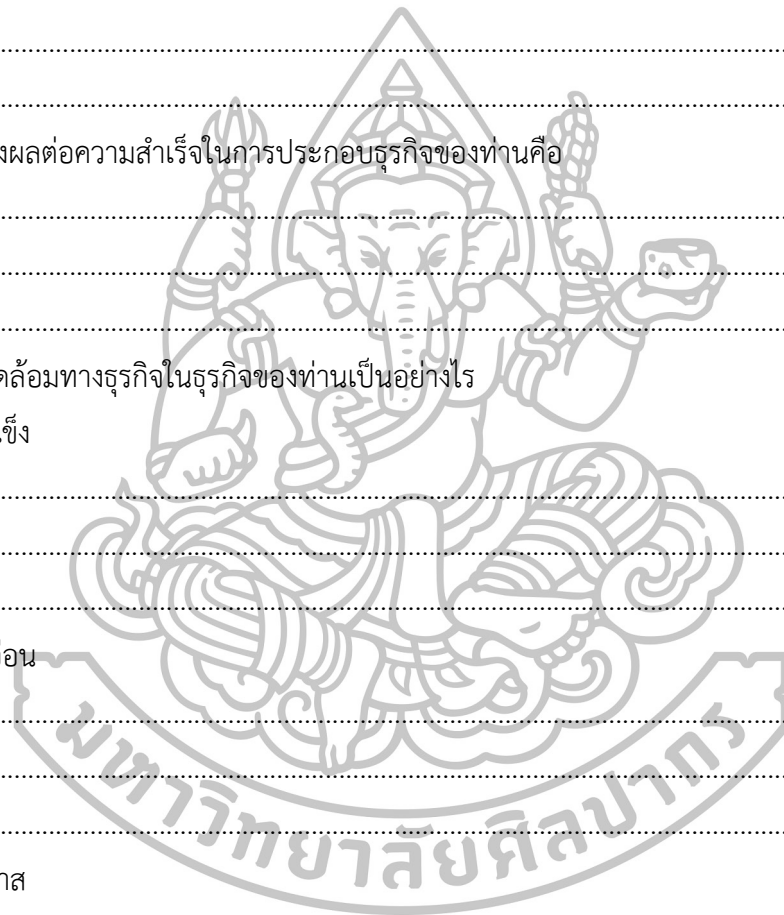 งผลต่อความสำเร็จในการประกอบธุรกิจของท่านคือ
ดล้อมทางธุรกิจในธุรกิจของท่านเป็นอย่างไร
ข็ง
อน
าส
มหาวิทยาลัยศิลปากร